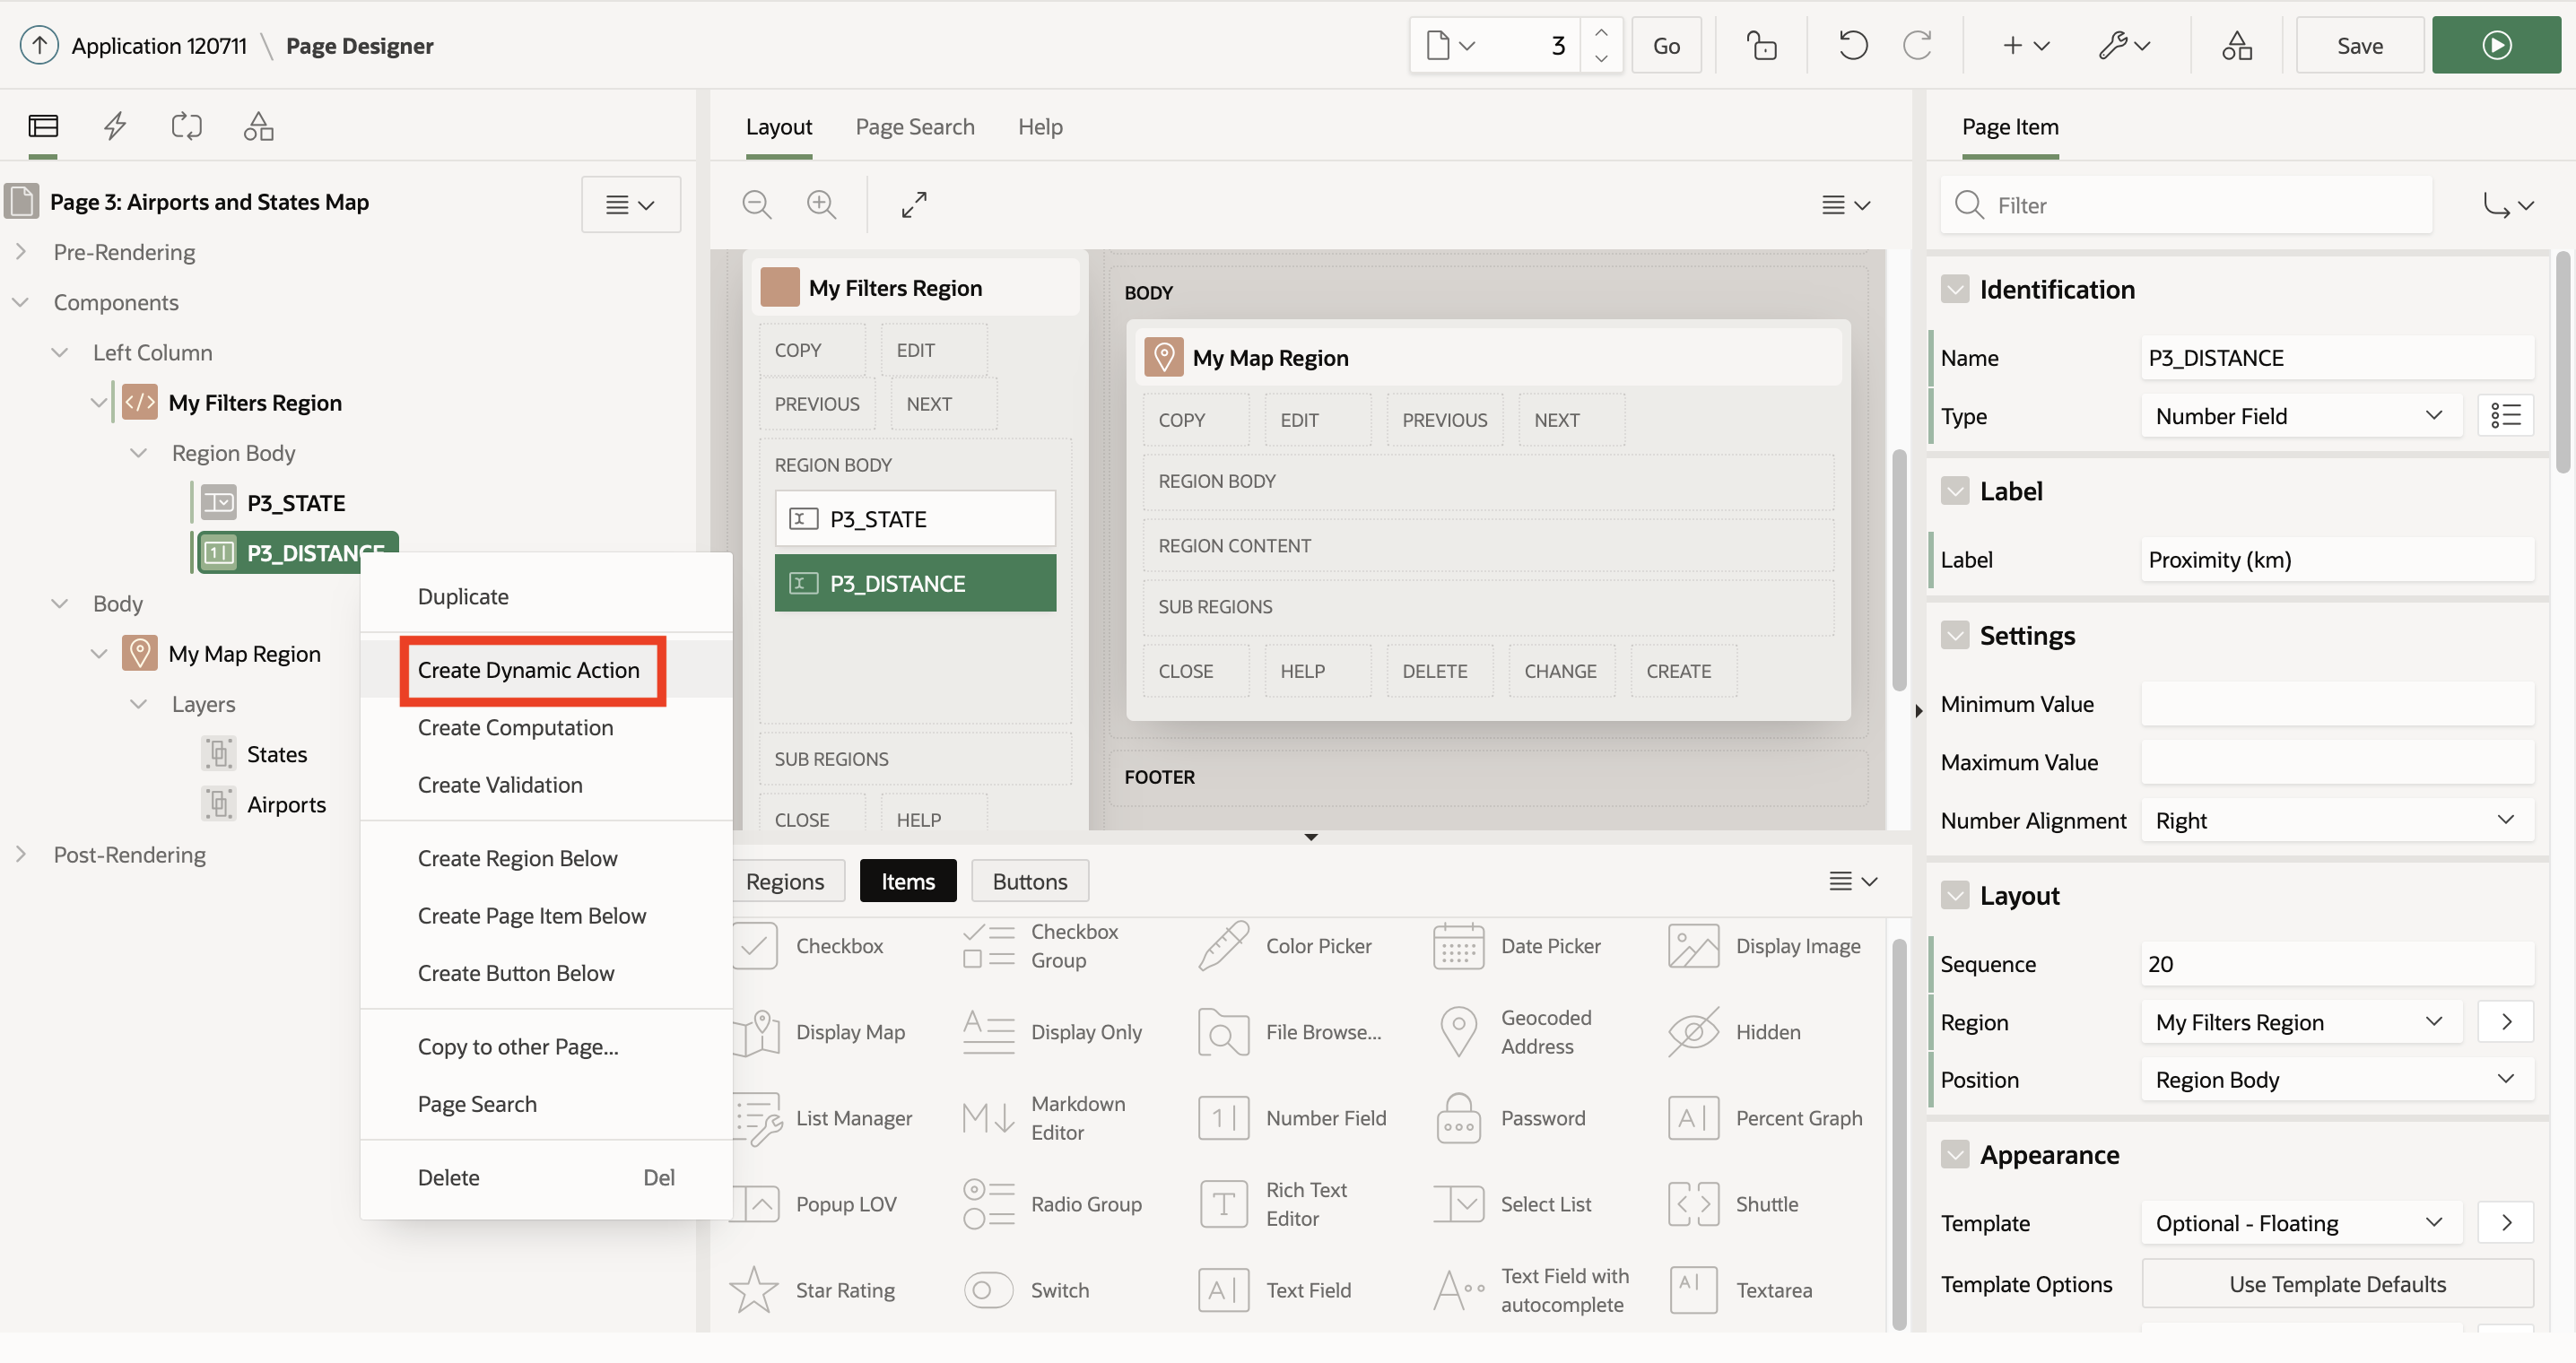 Application 120711 \ Page Designer
3
Go
Save
Page 3: Airports and States Map
Pre-Rendering
Components
Left Column
My Filters Region
Region Body
P3_STATE
P3_DISTANCE
Body
My Map Region
Layers
States
Airports
Post-Rendering
Duplicate
Create Dynamic Action
Create Computation
Create Validation
Create Region Below
Create Page Item Below
Create Button Below
Copy to other Page...
Page Search
Delete Del
Layout Page Search Help
My Filters Region
COPY EDIT
PREVIOUS NEXT
REGION BODY
P3_STATE
P3_DISTANCE
SUB REGIONS
CLOSE HELP
BODY
My Map Region
COPY EDIT PREVIOUS NEXT
REGION BODY
REGION CONTENT
SUB REGIONS
CLOSE HELP DELETE CHANGE CREATE
FOOTER
Regions Items Buttons
Checkbox
Checkbox
Group
Color Picker
Date Picker
Display Image
Display Map
Display Only
File Browse...
Geocoded
Address
Hidden
List Manager
Markdown
Editor
Number Field
Password
Percent Graph
Popup LOV
Radio Group
Rich Text
Editor
Select List
Shuttle
Star Rating
Switch
Text Field
Text Field with
autocomplete
Textarea
Page Item
Filter
Identification
Name P3_DISTANCE
Type Number Field
Label
Label Proximity (km)
Settings
Minimum Value
Maximum Value
Number Alignment Right
Layout
Sequence 20
Region My Filters Region
Position Region Body
Appearance
Template Optional - Floating
Template Options Use Template Defaults